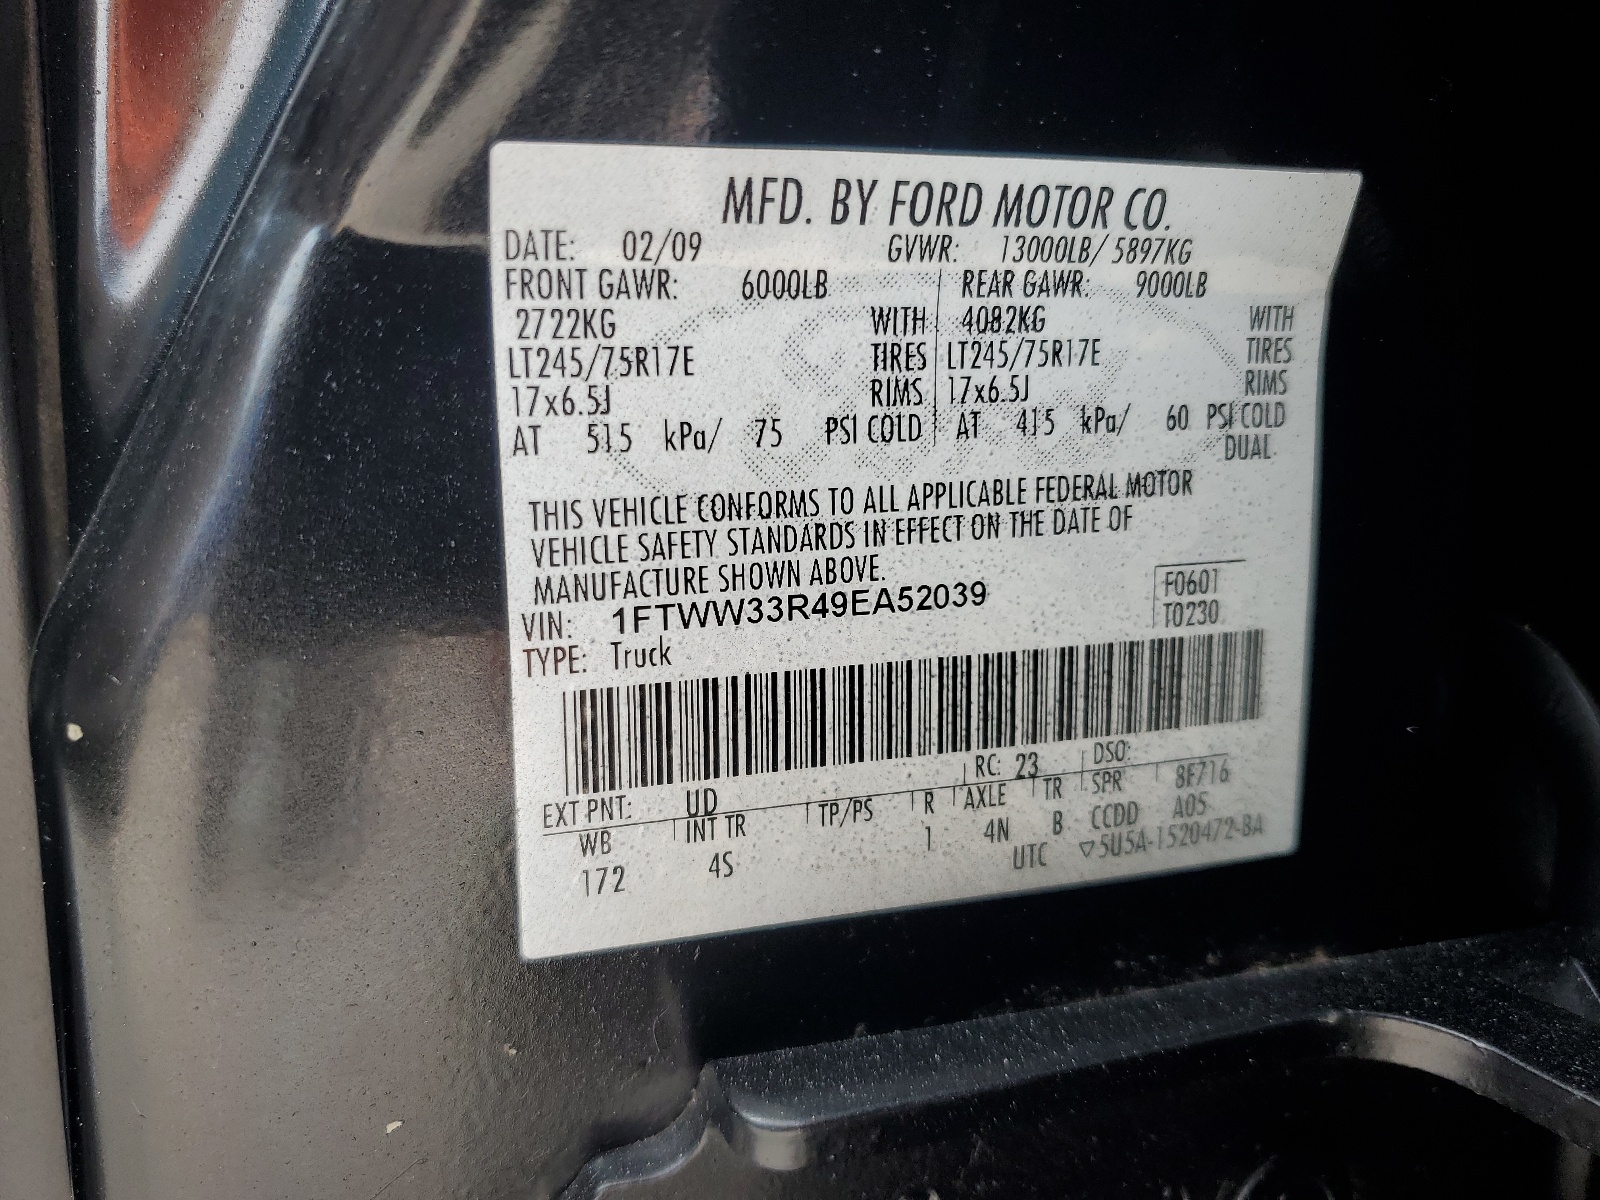 MFD. BY FORD MOTOR CO.
DATE: 02/09 GVWR: 13000LB/ 5897KG
FRONT GAWR: 6000LB REAR GAWR: 9000LB
2722KG WITH 4082KG WITH
LT245/75R17E TIRES LT245/75R17E TIRES
17x6.5J RIMS 17x6.5J RIMS
AT 515 kPa/ 75 PSI COLD AT 415 kPa/ 60 PSI COLD
DUAL
THIS VEHICLE CONFORMS TO ALL APPLICABLE FEDERAL MOTOR
VEHICLE SAFETY STANDARDS IN EFFECT ON THE DATE OF
MANUFACTURE SHOWN ABOVE.
VIN: 1FTWW33R49EA52039 F0601
TYPE: Truck T0230
EXT PNT: UD RC: 23 DSO:
WB INT TR TP/PS R AXLE TR SPR 8F716
172 4S 1 4N B CCDD A05
UTC ▽5U5A-1520472-BA